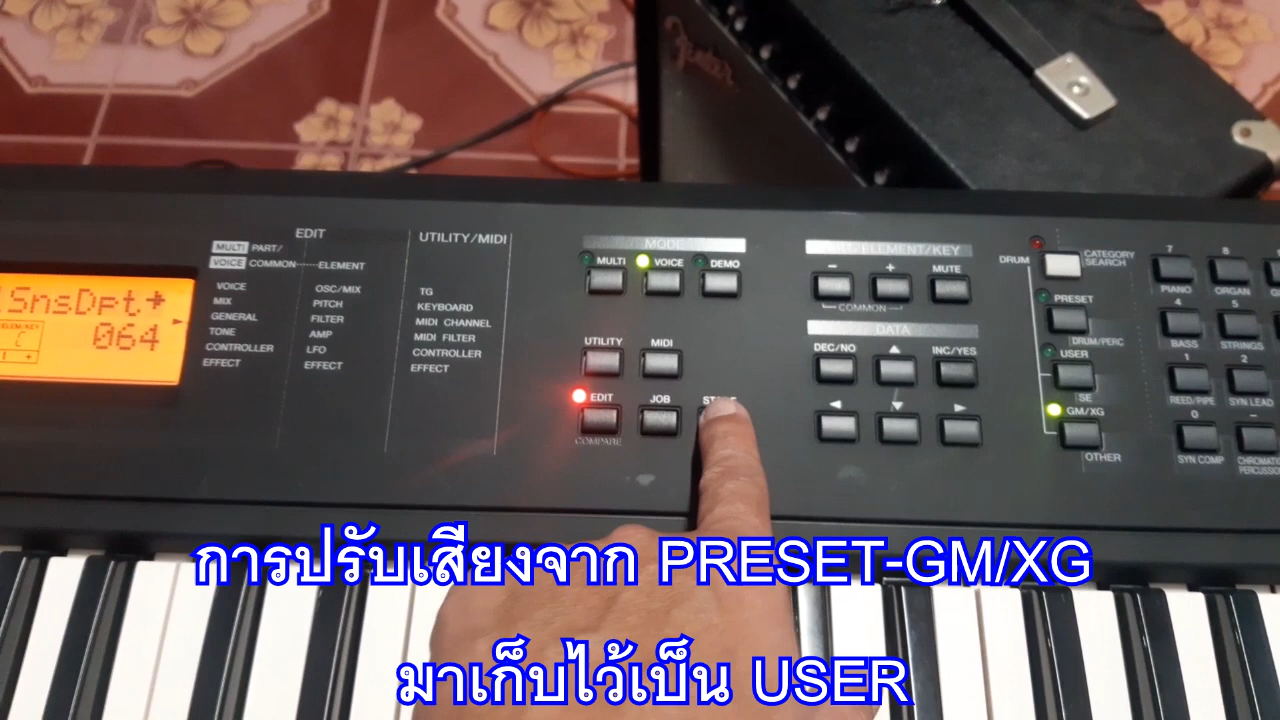 Fender
EDIT
MULTI PART/
VOICE COMMON ELEMENT
VOICE
MIX
GENERAL
TONE
CONTROLLER
EFFECT
OSC/MIX
PITCH
FILTER
AMP
LFO
EFFECT
UTILITY/MIDI
TG
KEYBOARD
MIDI CHANNEL
MIDI FILTER
CONTROLLER
EFFECT
SnsDpt
ELEM/KEY
064
MODE
MULTI VOICE DEMO
UTILITY MIDI
EDIT JOB
COMPARE
/ELEMENT/KEY
− + MUTE
COMMON
DATA
DEC/NO ▲ INC/YES
◀ ▼ ▶
DRUM
CATEGORY
SEARCH
PRESET
DRUM/PERC
USER
SE
GM/XG
OTHER
7 8
PIANO ORGAN
4 5
BASS STRINGS
1 2
REED/PIPE SYN LEAD
0 −
SYN COMP CHROMATIC
PERCUSSION
การปรับเสียงจาก PRESET-GM/XG
มาเก็บไว้เป็น USER